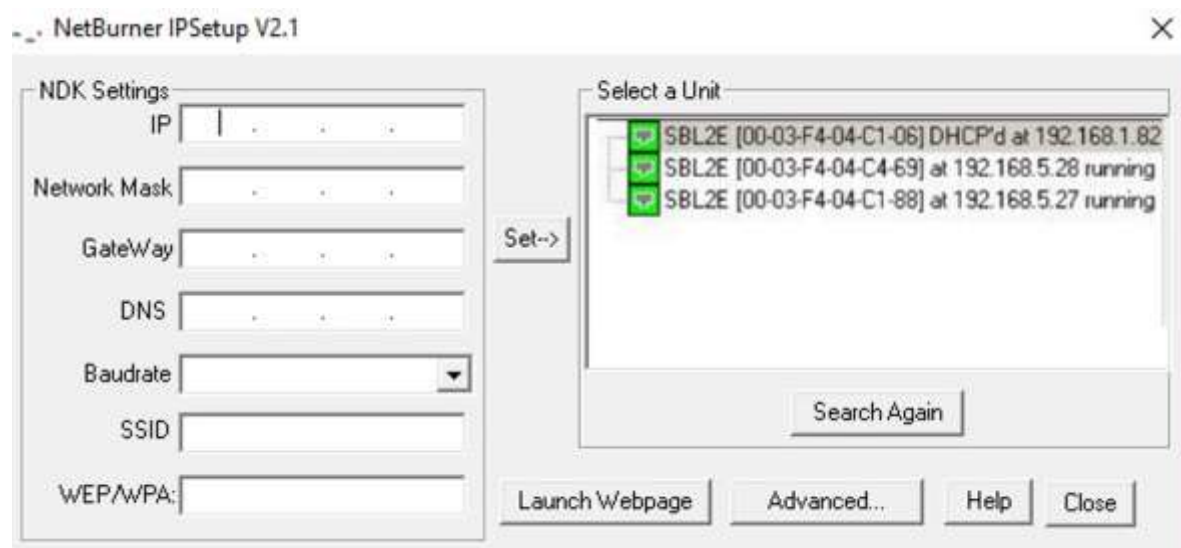 NetBurner IPSetup V2.1
NDK Settings
IP
Network Mask
GateWay
DNS
Baudrate
SSID
WEP/WPA:
Set-->
Select a Unit
SBL2E [00-03-F4-04-C1-06] DHCP'd at 192.168.1.82
SBL2E [00-03-F4-04-C4-69] at 192.168.5.28 running
SBL2E [00-03-F4-04-C1-88] at 192.168.5.27 running
Search Again
Launch Webpage
Advanced...
Help
Close